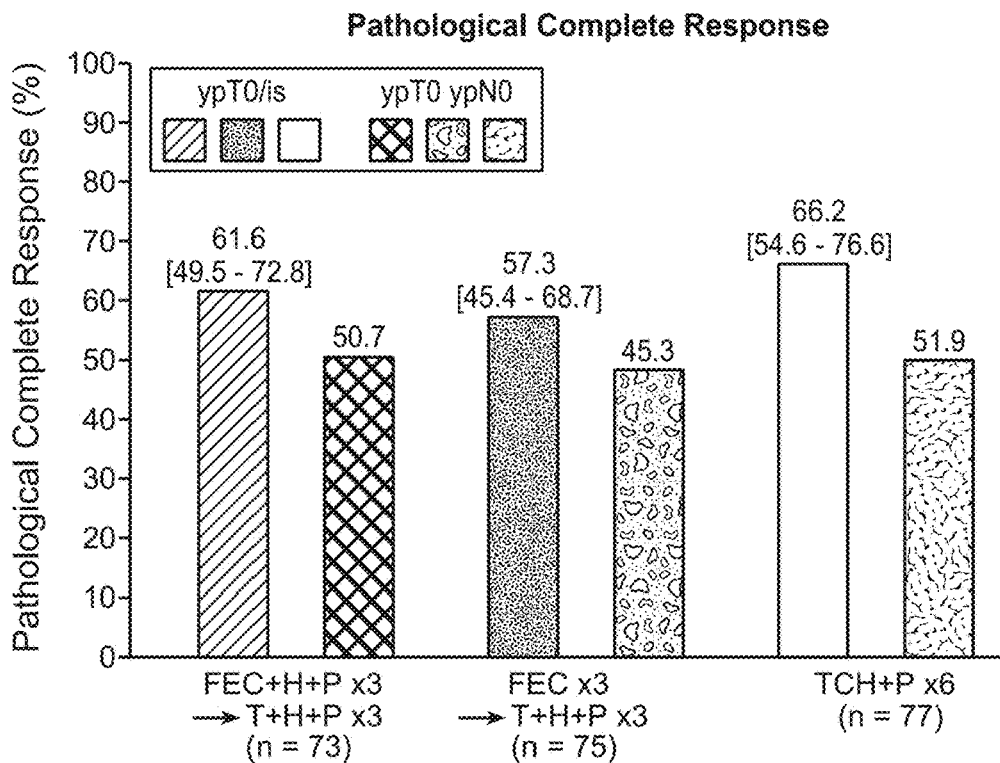 Pathological Complete Response
Pathological Complete Response (%)
100
90
80
70
60
50
40
30
20
10
0
ypT0/is
ypT0 ypN0
61.6
[49.5 - 72.8]
50.7
57.3
[45.4 - 68.7]
45.3
66.2
[54.6 - 76.6]
51.9
FEC+H+P x3
→ T+H+P x3
(n = 73)
FEC x3
→ T+H+P x3
(n = 75)
TCH+P x6
(n = 77)